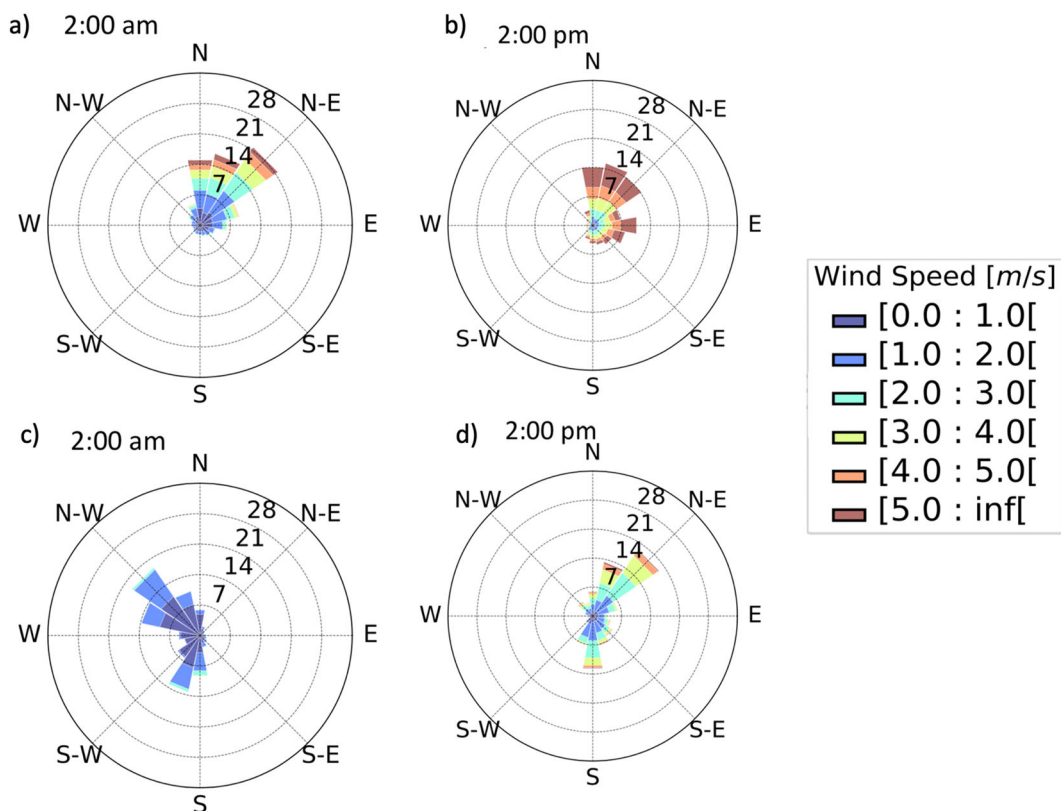 a) 2:00 am
N
N-W
N-E
28
21
14
7
W
E
S-W
S-E
S
b) 2:00 pm
N
N-W
N-E
28
21
14
7
W
E
S-W
S-E
S
Wind Speed [m/s]
[0.0 : 1.0[
[1.0 : 2.0[
[2.0 : 3.0[
[3.0 : 4.0[
[4.0 : 5.0[
[5.0 : inf[
c) 2:00 am
N
N-W
N-E
28
21
14
7
W
E
S-W
S-E
S
d) 2:00 pm
N
N-W
N-E
28
21
14
7
W
E
S-W
S-E
S